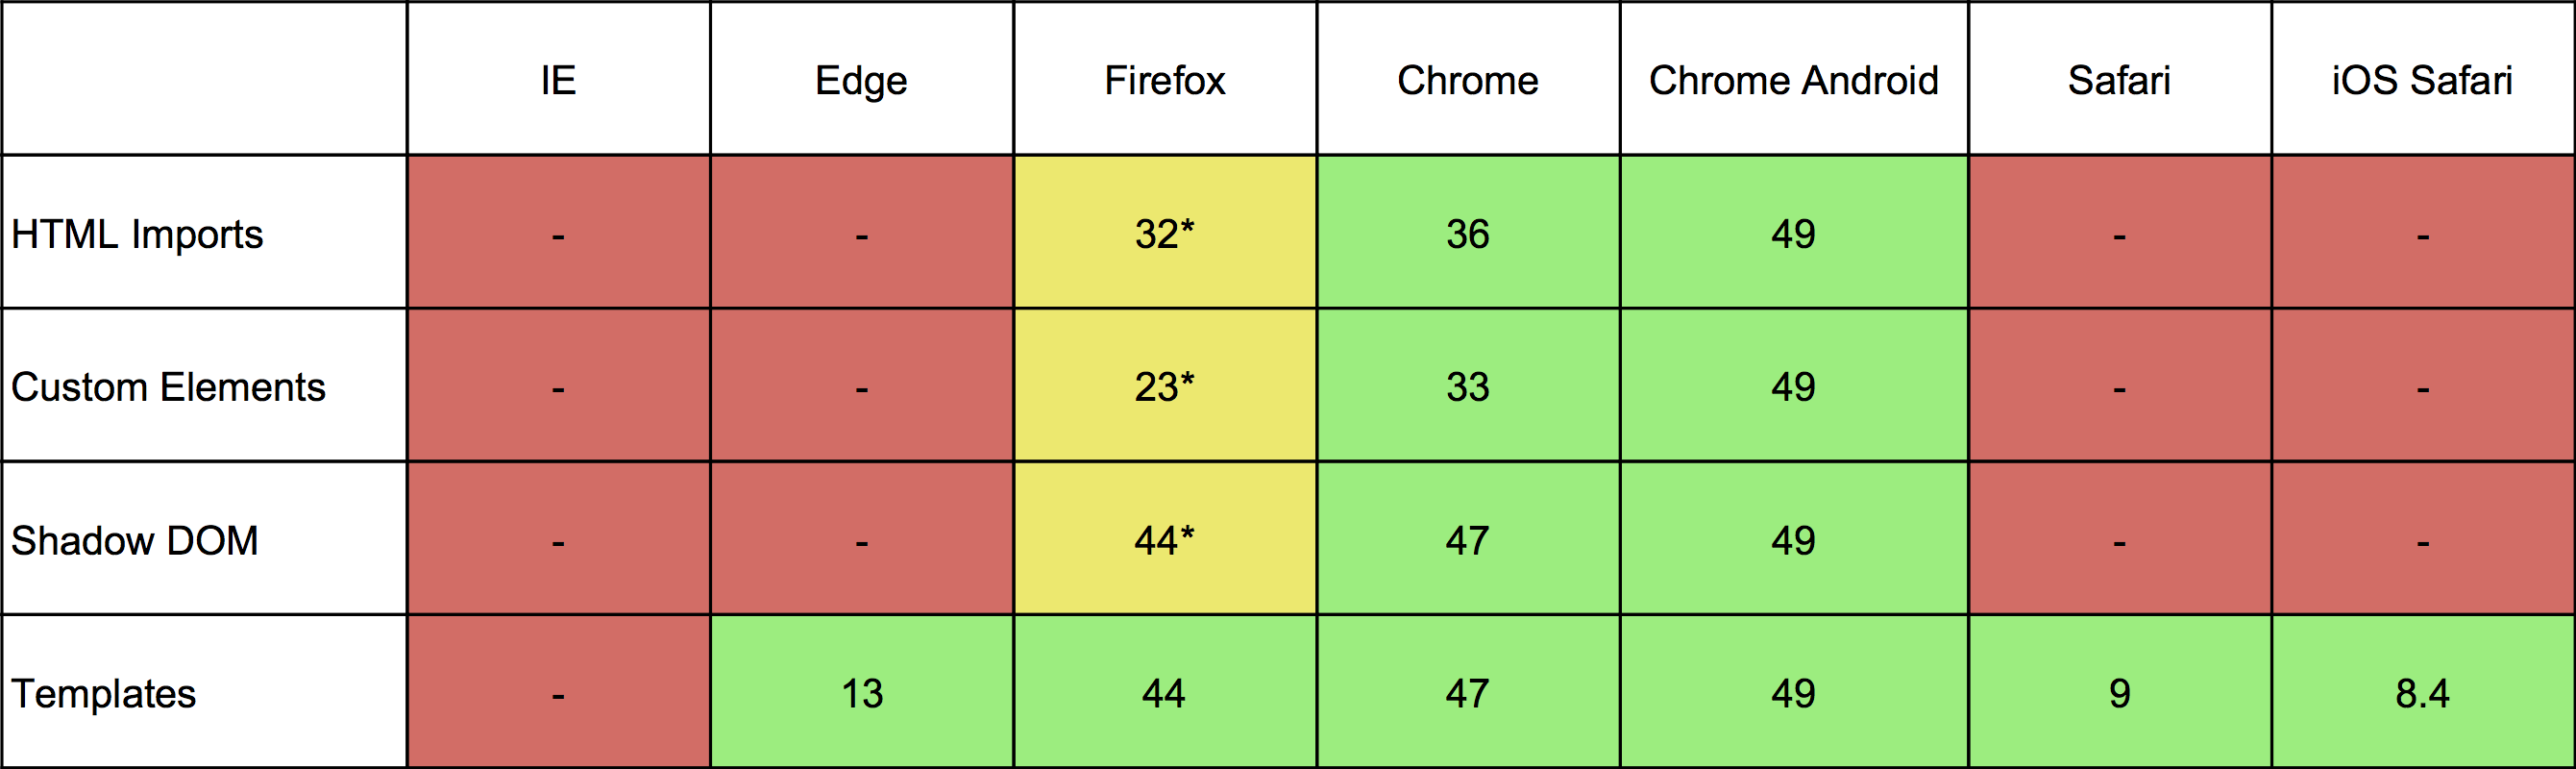 IE Edge Firefox Chrome Chrome Android Safari iOS Safari
HTML Imports - - 32* 36 49 - -
Custom Elements - - 23* 33 49 - -
Shadow DOM - - 44* 47 49 - -
Templates - 13 44 47 49 9 8.4